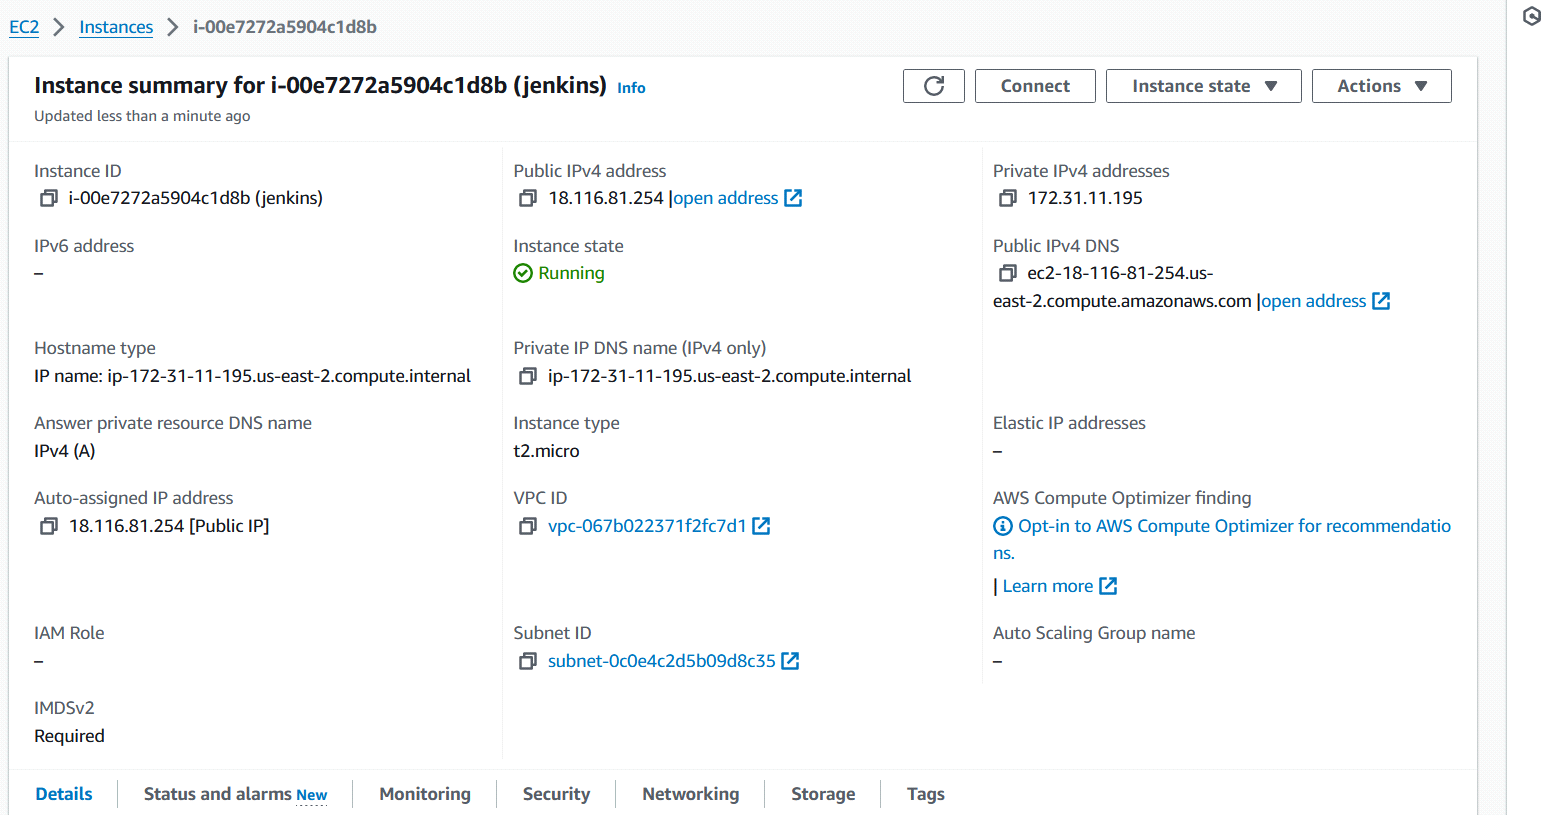 EC2 > Instances > i-00e7272a5904c1d8b
Instance summary for i-00e7272a5904c1d8b (jenkins) Info
Updated less than a minute ago
Connect
Instance state
Actions
Instance ID
i-00e7272a5904c1d8b (jenkins)
Public IPv4 address
18.116.81.254 |open address
Private IPv4 addresses
172.31.11.195
IPv6 address
–
Instance state
Running
Public IPv4 DNS
ec2-18-116-81-254.us-
east-2.compute.amazonaws.com |open address
Hostname type
IP name: ip-172-31-11-195.us-east-2.compute.internal
Private IP DNS name (IPv4 only)
ip-172-31-11-195.us-east-2.compute.internal
Answer private resource DNS name
IPv4 (A)
Instance type
t2.micro
Elastic IP addresses
–
Auto-assigned IP address
18.116.81.254 [Public IP]
VPC ID
vpc-067b022371f2fc7d1
AWS Compute Optimizer finding
Opt-in to AWS Compute Optimizer for recommendatio
ns.
| Learn more
IAM Role
–
Subnet ID
subnet-0c0e4c2d5b09d8c35
Auto Scaling Group name
–
IMDSv2
Required
Details
Status and alarms New
Monitoring
Security
Networking
Storage
Tags